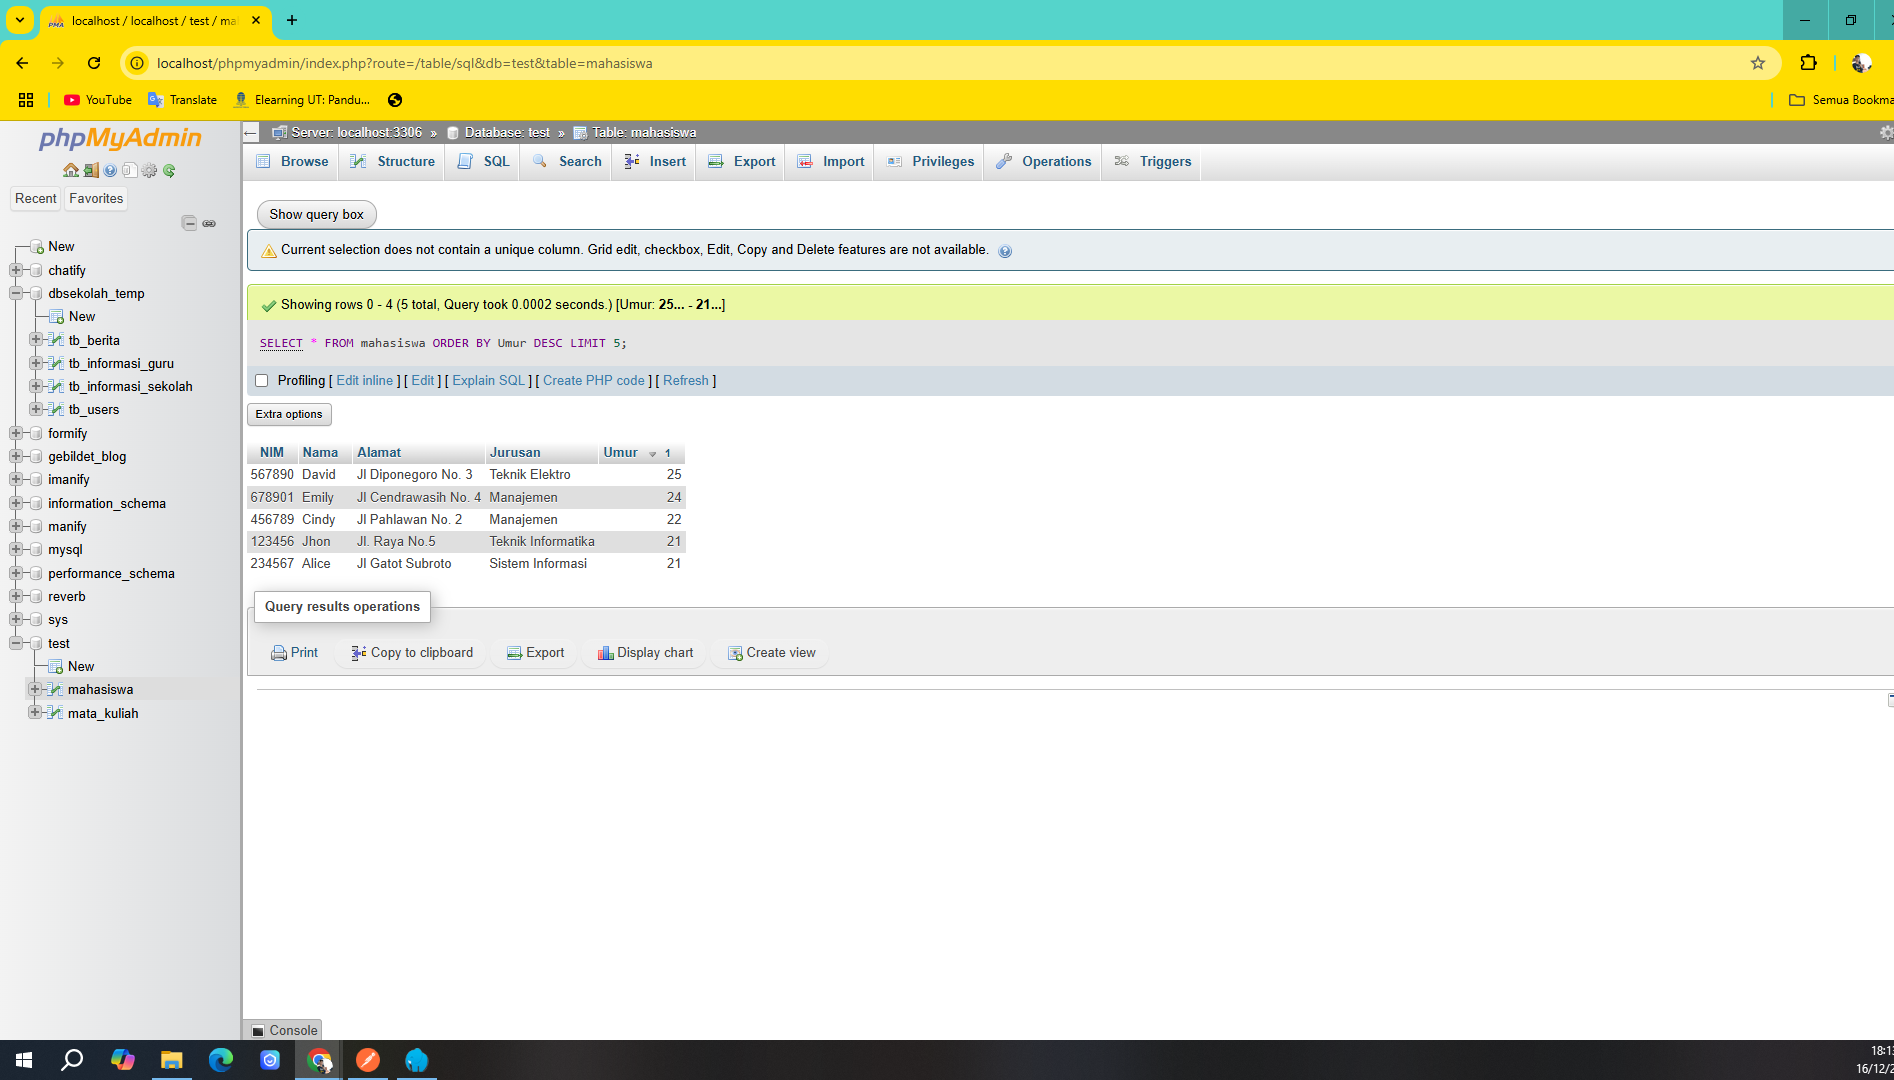 localhost / localhost / test / ma
localhost/phpmyadmin/index.php?route=/table/sql&db=test&table=mahasiswa
YouTube
Translate
Elearning UT: Pandu...
Semua Bookma
phpMyAdmin
Recent
Favorites
New
chatify
dbsekolah_temp
New
tb_berita
tb_informasi_guru
tb_informasi_sekolah
tb_users
formify
gebildet_blog
imanify
information_schema
manify
mysql
performance_schema
reverb
sys
test
New
mahasiswa
mata_kuliah
Server: localhost:3306 » Database: test » Table: mahasiswa
Browse
Structure
SQL
Search
Insert
Export
Import
Privileges
Operations
Triggers
Show query box
Current selection does not contain a unique column. Grid edit, checkbox, Edit, Copy and Delete features are not available.
Showing rows 0 - 4 (5 total, Query took 0.0002 seconds.) [Umur: 25... - 21...]
SELECT * FROM mahasiswa ORDER BY Umur DESC LIMIT 5;
Profiling [ Edit inline ] [ Edit ] [ Explain SQL ] [ Create PHP code ] [ Refresh ]
Extra options
NIM Nama Alamat Jurusan Umur 1
567890 David Jl Diponegoro No. 3 Teknik Elektro 25
678901 Emily Jl Cendrawasih No. 4 Manajemen 24
456789 Cindy Jl Pahlawan No. 2 Manajemen 22
123456 Jhon Jl. Raya No.5 Teknik Informatika 21
234567 Alice Jl Gatot Subroto Sistem Informasi 21
Query results operations
Print
Copy to clipboard
Export
Display chart
Create view
Console
18:1
16/12/2